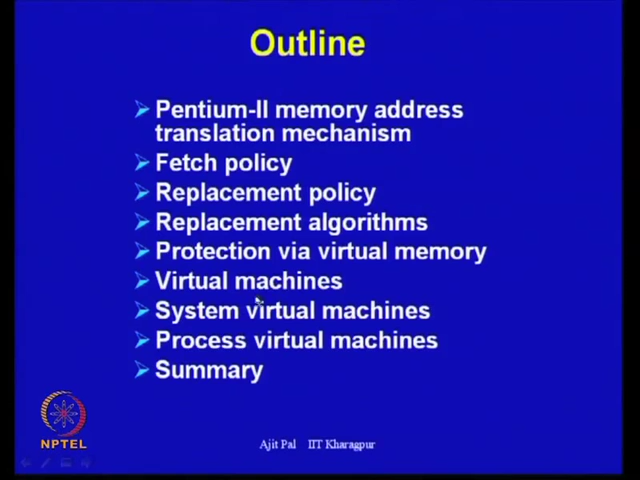 Outline
Pentium-II memory address
translation mechanism
Fetch policy
Replacement policy
Replacement algorithms
Protection via virtual memory
Virtual machines
System virtual machines
Process virtual machines
Summary
NPTEL
Ajit Pal IIT Kharagpur